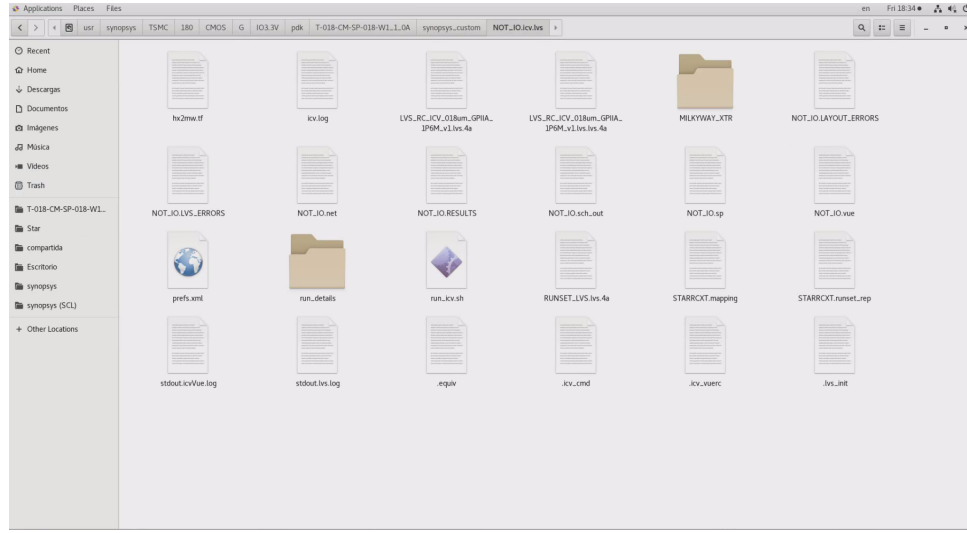 Applications Places Files
en Fri 18:34
usr synopsys TSMC 180 CMOS G IO3.3V pdk T-018-CM-SP-018-W1_1_0A synopsys_custom NOT_IO.icv.lvs
Recent
Home
Descargas
Documentos
Imágenes
Música
Vídeos
Trash
T-018-CM-SP-018-W1...
Star
compartida
Escritorio
synopsys
synopsys (SCL)
+ Other Locations
hx2mw.tf
icv.log
LVS_RC_ICV_018um_GPIIA_
1P6M_v1.lvs.4a
LVS_RC_ICV_018um_GPIIA_
1P6M_v1.lvs.lvs.4a
MILKYWAY_XTR
NOT_IO.LAYOUT_ERRORS
NOT_IO.LVS_ERRORS
NOT_IO.net
NOT_IO.RESULTS
NOT_IO.sch_out
NOT_IO.sp
NOT_IO.vue
prefs.xml
run_details
run_icv.sh
RUNSET_LVS.lvs.4a
STARRCXT.mapping
STARRCXT.runset_rep
stdout.icvVue.log
stdout.lvs.log
.equiv
.icv_cmd
.icv_vuerc
.lvs_init